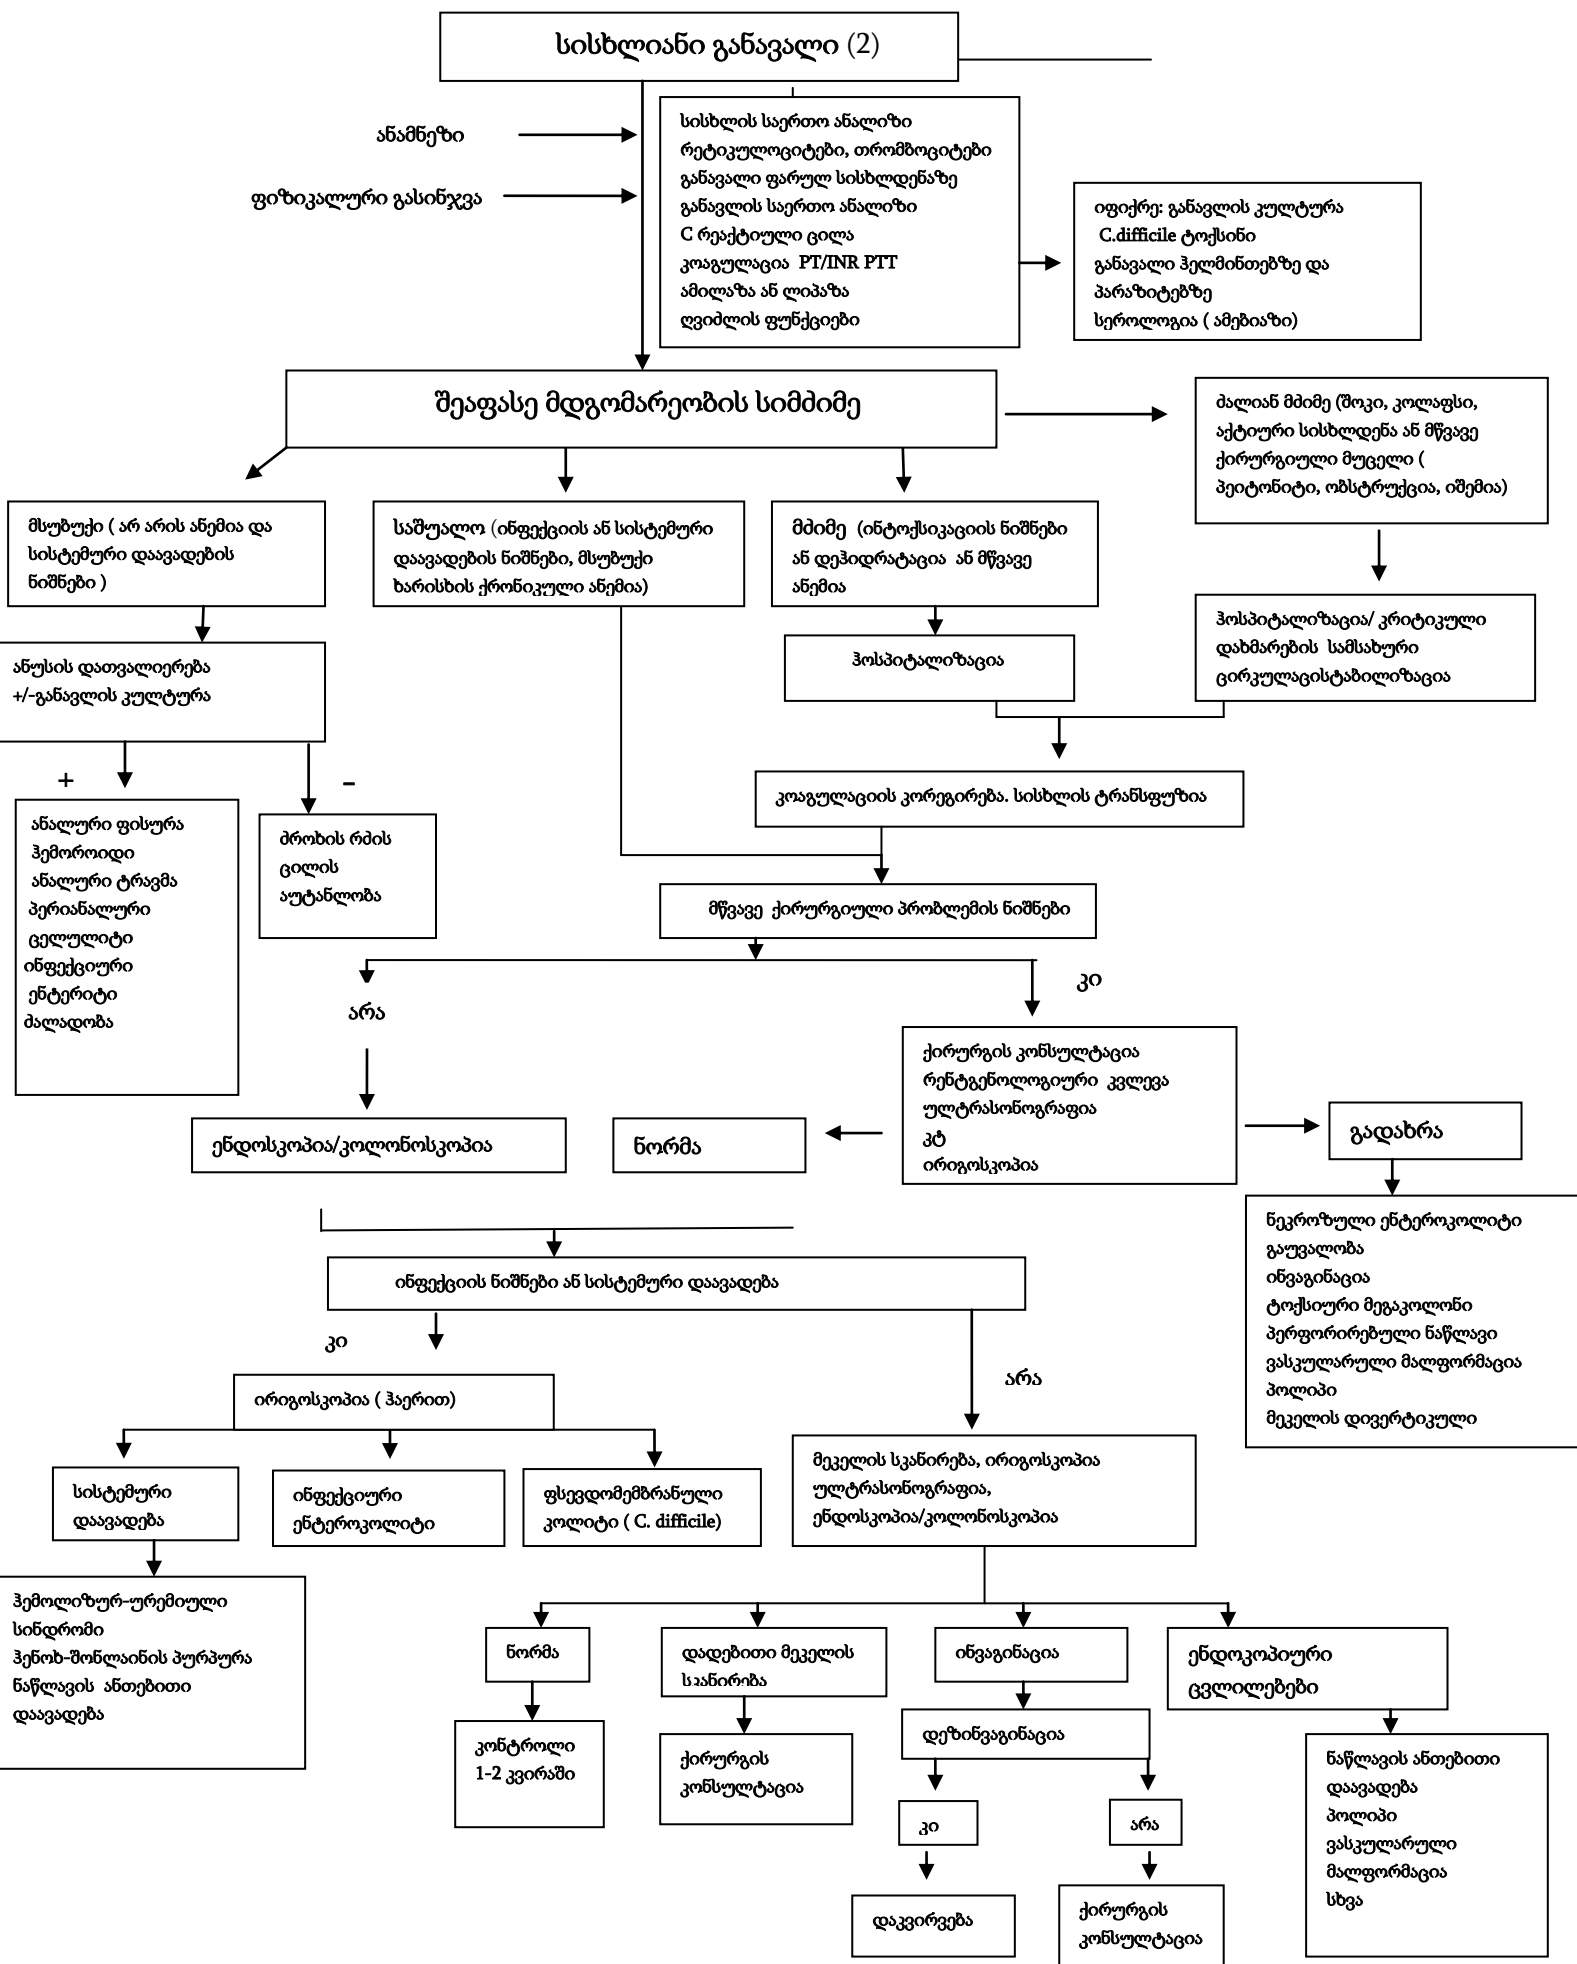 სისხლიანი განავალი (2)
ანამნეზი
ფიზიკალური გასინჯვა
სისხლის საერთო ანალიზი
რეტიკულოციტები, თრომბოციტები
განავალი ფარულ სისხლდენაზე
განავლის საერთო ანალიზი
C რეაქტიული ცილა
კოაგულაცია PT/INR PTT
ამილაზა ან ლიპაზა
ღვიძლის ფუნქციები
იფიქრე: განავლის კულტურა
C.difficile ტოქსინი
განავალი ჰელმინთებზე და
პარაზიტებზე
სეროლოგია ( ამებიაზი)
შეაფასე მდგომარეობის სიმძიმე
ძალიან მძიმე (შოკი, კოლაფსი,
აქტიური სისხლდენა ან მწვავე
ქირურგიული მუცელი (
პეიტონიტი, ობსტრუქცია, იშემია)
მსუბუქი ( არ არის ანემია და
სისტემური დაავადების
ნიშნები )
საშუალო (ინფექციის ან სისტემური
დაავადების ნიშნები, მსუბუქი
ხარისხის ქრონიკული ანემია)
მძიმე (ინტოქსიკაციის ნიშნები
ან დეჰიდრატაცია ან მწვავე
ანემია
ჰოსპიტალიზაცია/ კრიტიკული
დახმარების სამსახური
ცირკულაცისტაბილიზაცია
ანუსის დათვალიერება
+/-განავლის კულტურა
ჰოსპიტალიზაცია
+
-
კოაგულაციის კორეგირება. სისხლის ტრანსფუზია
ანალური ფისურა
ჰემოროიდი
ანალური ტრავმა
პერიანალური
ცელულიტი
ინფექციური
ენტერიტი
ძალადობა
ძროხის რძის
ცილის
აუტანლობა
მწვავე ქირურგიული პრობლემის ნიშნები
არა
კი
ქირურგის კონსულტაცია
რენტგენოლოგიური კვლევა
ულტრასონოგრაფია
კტ
ირიგოსკოპია
ენდოსკოპია/კოლონოსკოპია
ნორმა
გადახრა
ნეკროზული ენტეროკოლიტი
გაუვალობა
ინვაგინაცია
ტოქსიური მეგაკოლონი
პერფორირებული ნაწლავი
ვასკულარული მალფორმაცია
პოლიპი
მეკელის დივერტიკული
ინფექციის ნიშნები ან სისტემური დაავადება
კი
არა
ირიგოსკოპია ( ჰაერით)
სისტემური
დაავადება
ინფექციური
ენტეროკოლიტი
ფსევდომემბრანული
კოლიტი ( C. difficile)
მეკელის სკანირება, ირიგოსკოპია
ულტრასონოგრაფია,
ენდოსკოპია/კოლონოსკოპია
ჰემოლიზურ-ურემიული
სინდრომი
ჰენოხ-შონლაინის პურპურა
ნაწლავის ანთებითი
დაავადება
ნორმა
დადებითი მეკელის
სკანირება
ინვაგინაცია
ენდოკოპიური
ცვლილებები
კონტროლი
1-2 კვირაში
ქირურგის
კონსულტაცია
დეზინვაგინაცია
ნაწლავის ანთებითი
დაავადება
პოლიპი
ვასკულარული
მალფორმაცია
სხვა
კი
არა
დაკვირვება
ქირურგის
კონსულტაცია